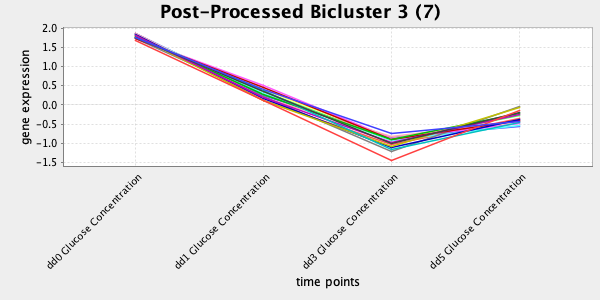 Post-Processed Bicluster 3 (7)
2.0
1.5
1.0
0.5
0.0
-0.5
-1.0
-1.5
gene expression
dd0 Glucose Concentration
dd1 Glucose Concentration
dd3 Glucose Concentration
dd5 Glucose Concentration
time points